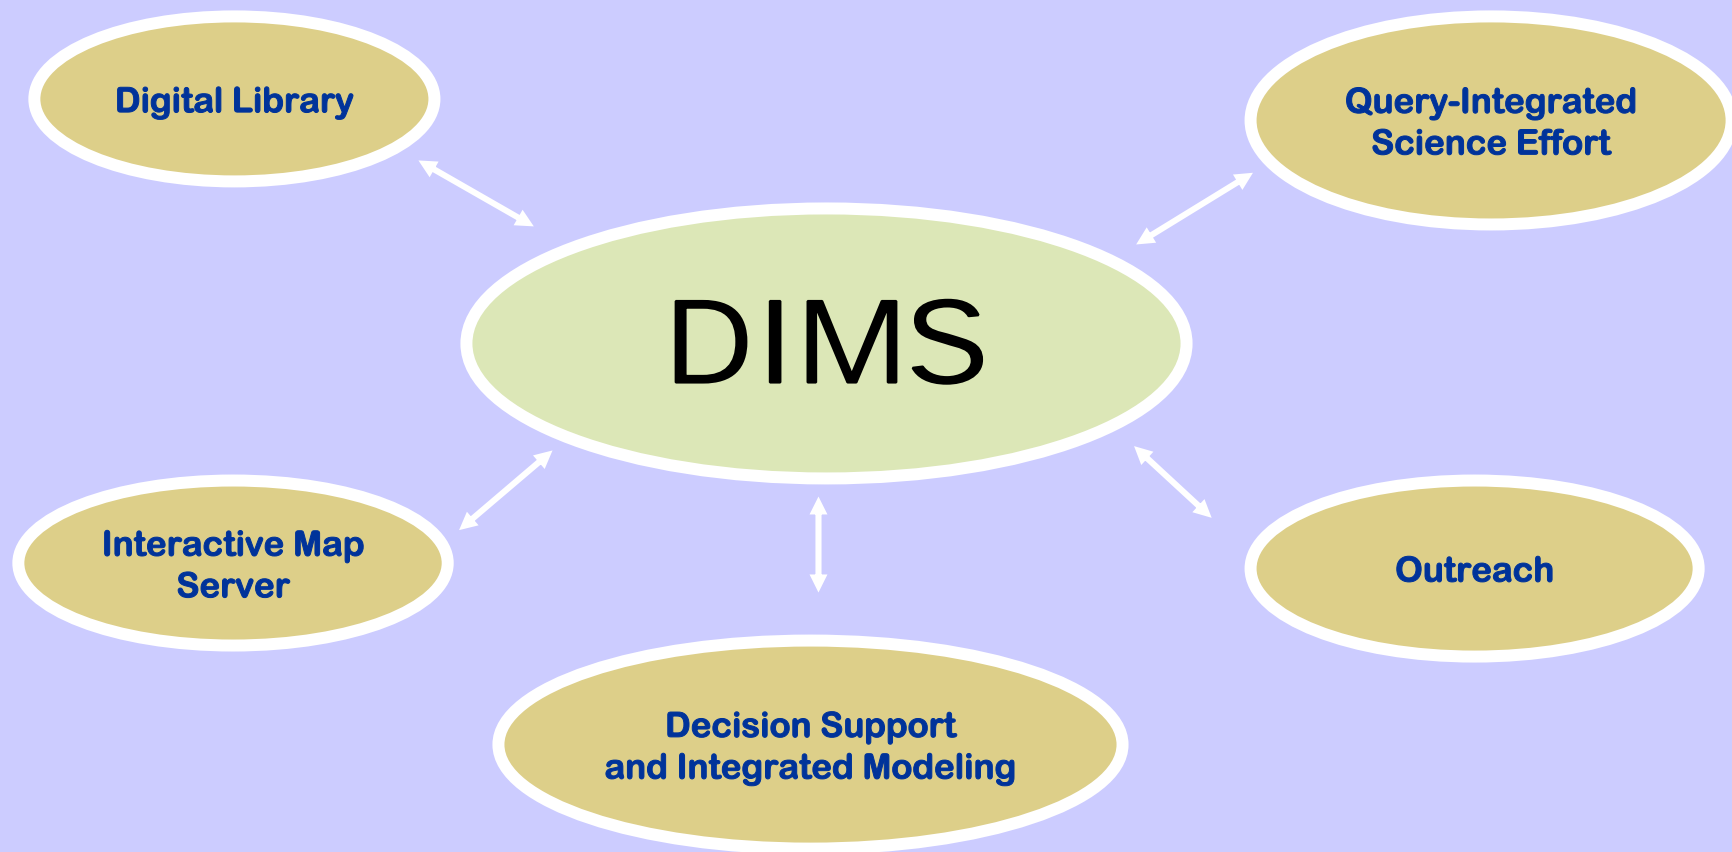 Digital Library
Query-Integrated
Science Effort
DIMS
Interactive Map
Server
Outreach
Decision Support
and Integrated Modeling